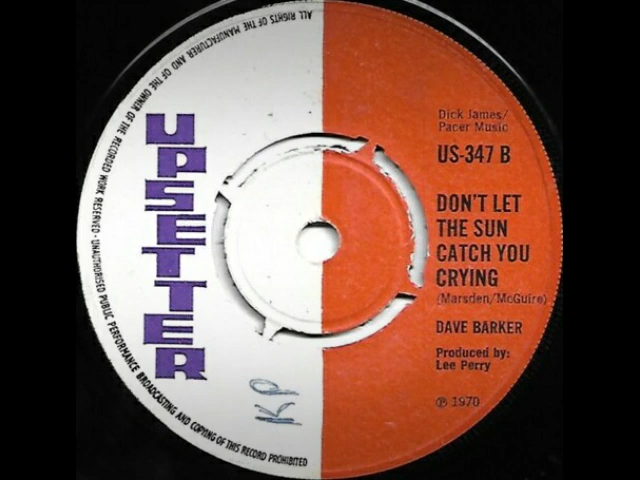 ALL RIGHTS OF THE MANUFACTURER AND OF THE OWNER OF THE RECORDED WORK RESERVED - UNAUTHORISED PUBLIC PERFORMANCE BROADCASTING AND COPYING OF THIS RECORD PROHIBITED
UPSETTER
Dick James/
Pacer Music
US-347 B
DON'T LET
THE SUN
CATCH YOU
CRYING
(Marsden/McGuire)
DAVE BARKER
Produced by:
Lee Perry
℗ 1970
KP